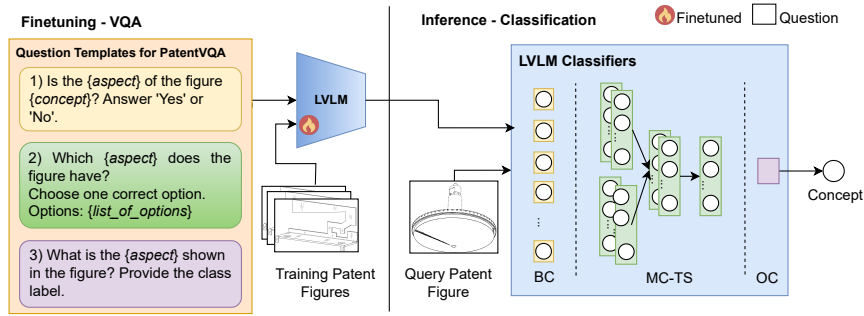 Finetuning - VQA
Question Templates for PatentVQA
1) Is the {aspect} of the figure
{concept}? Answer 'Yes' or
'No'.
2) Which {aspect} does the
figure have?
Choose one correct option.
Options: {list_of_options}
3) What is the {aspect} shown
in the figure? Provide the class
label.
LVLM
Training Patent
Figures
Inference - Classification
Finetuned
Question
Query Patent
Figure
LVLM Classifiers
BC
MC-TS
OC
Concept